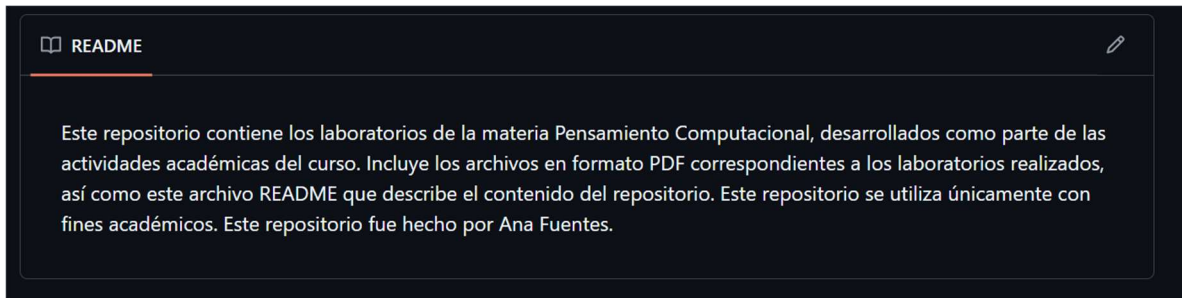 README
Este repositorio contiene los laboratorios de la materia Pensamiento Computacional, desarrollados como parte de las
actividades académicas del curso. Incluye los archivos en formato PDF correspondientes a los laboratorios realizados,
así como este archivo README que describe el contenido del repositorio. Este repositorio se utiliza únicamente con
fines académicos. Este repositorio fue hecho por Ana Fuentes.